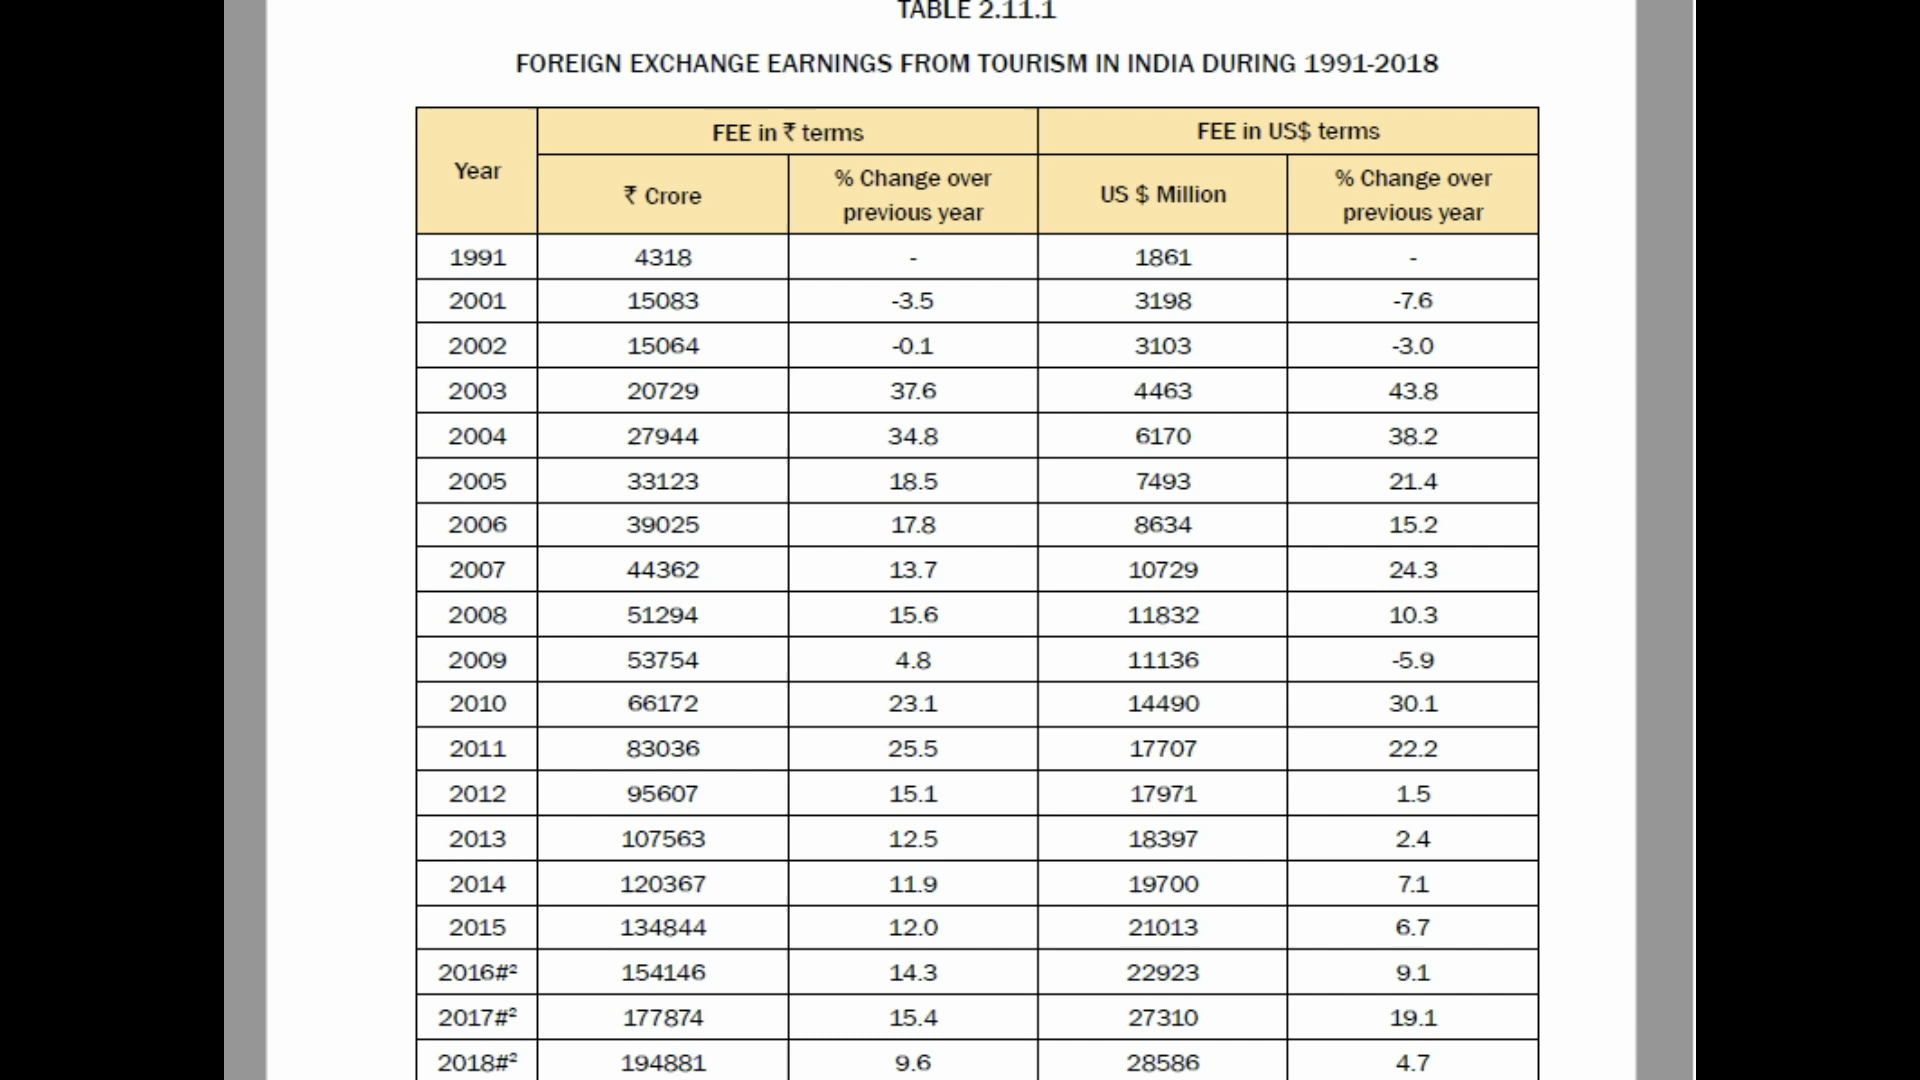 TABLE 2.11.1
FOREIGN EXCHANGE EARNINGS FROM TOURISM IN INDIA DURING 1991-2018
Year FEE in ₹ terms FEE in US$ terms
₹ Crore % Change over previous year US $ Million % Change over previous year
1991 4318 - 1861 -
2001 15083 -3.5 3198 -7.6
2002 15064 -0.1 3103 -3.0
2003 20729 37.6 4463 43.8
2004 27944 34.8 6170 38.2
2005 33123 18.5 7493 21.4
2006 39025 17.8 8634 15.2
2007 44362 13.7 10729 24.3
2008 51294 15.6 11832 10.3
2009 53754 4.8 11136 -5.9
2010 66172 23.1 14490 30.1
2011 83036 25.5 17707 22.2
2012 95607 15.1 17971 1.5
2013 107563 12.5 18397 2.4
2014 120367 11.9 19700 7.1
2015 134844 12.0 21013 6.7
2016#² 154146 14.3 22923 9.1
2017#² 177874 15.4 27310 19.1
2018#² 194881 9.6 28586 4.7